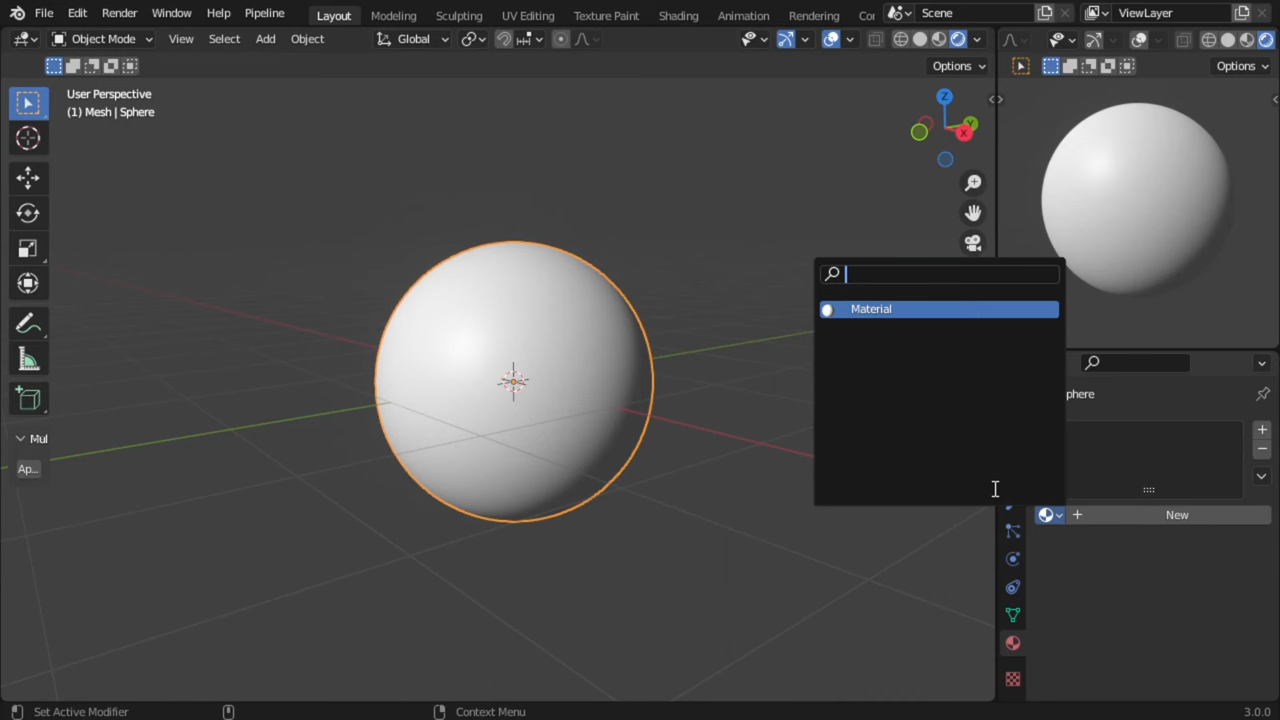 File Edit Render Window Help Pipeline Layout Modeling Sculpting UV Editing Texture Paint Shading Animation Rendering Scene ViewLayer
Object Mode View Select Add Object Global
Options Options
User Perspective
(1) Mesh | Sphere
Z
Y
X
Material
phere
Mul
Ap...
New
Set Active Modifier Context Menu 3.0.0